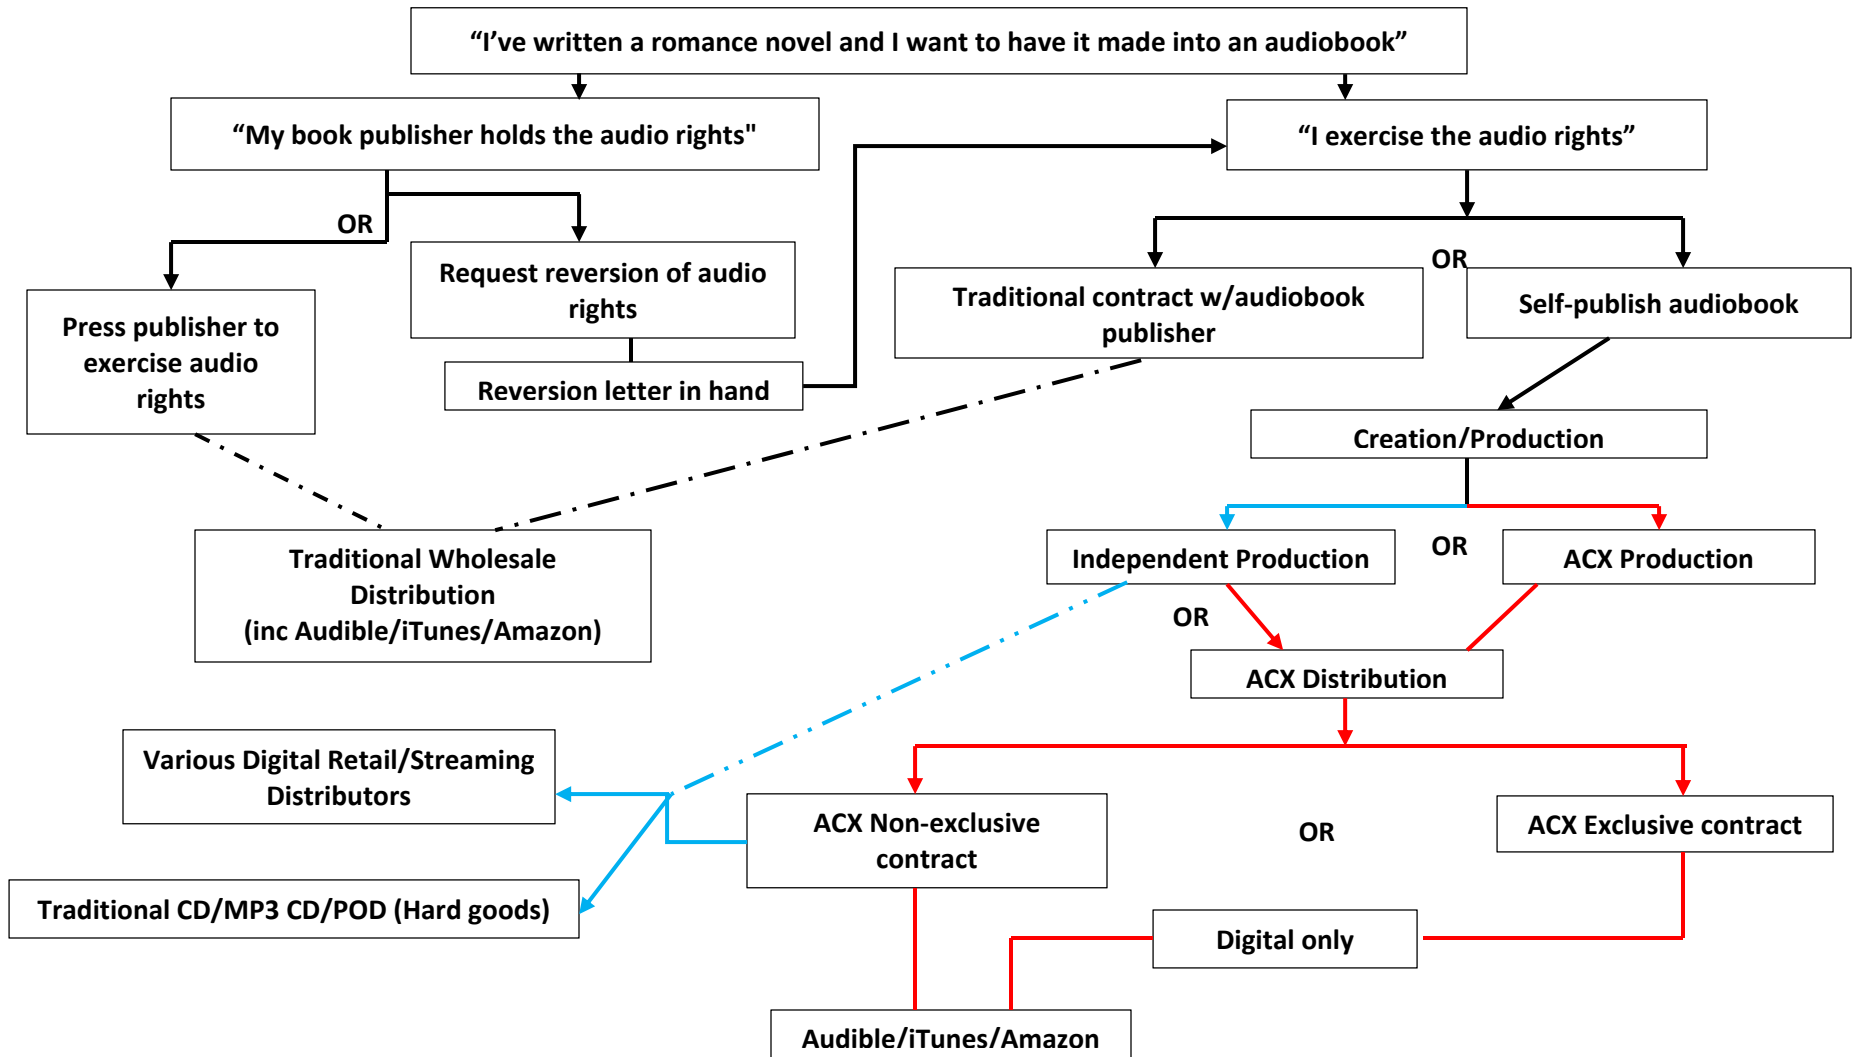 “I’ve written a romance novel and I want to have it made into an audiobook”
“My book publisher holds the audio rights"
“I exercise the audio rights”
OR
Request reversion of audio
rights
OR
Traditional contract w/audiobook
publisher
Self-publish audiobook
Press publisher to
exercise audio
rights
Reversion letter in hand
Creation/Production
Traditional Wholesale
Distribution
(inc Audible/iTunes/Amazon)
Independent Production
OR
ACX Production
OR
ACX Distribution
Various Digital Retail/Streaming
Distributors
ACX Non-exclusive
contract
OR
ACX Exclusive contract
Traditional CD/MP3 CD/POD (Hard goods)
Digital only
Audible/iTunes/Amazon